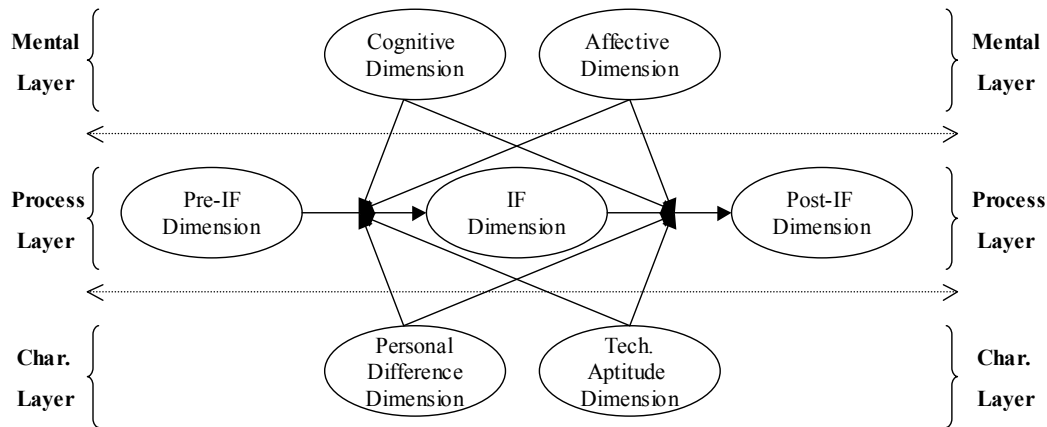 Mental
Layer
Cognitive
Dimension
Affective
Dimension
Mental
Layer
Process
Layer
Pre-IF
Dimension
IF
Dimension
Post-IF
Dimension
Process
Layer
Char.
Layer
Personal
Difference
Dimension
Tech.
Aptitude
Dimension
Char.
Layer